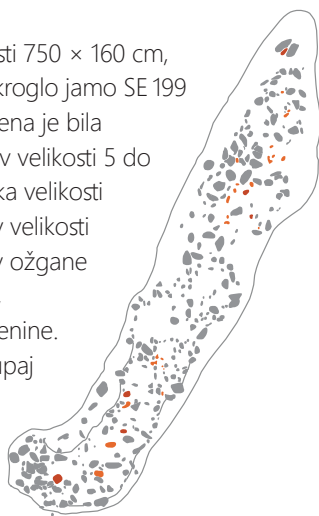 sti 750 × 160 cm,
kroglo jamo SE 199
ena je bila
v velikosti 5 do
ka velikosti
v velikosti
v ožgane
enine.
upaj